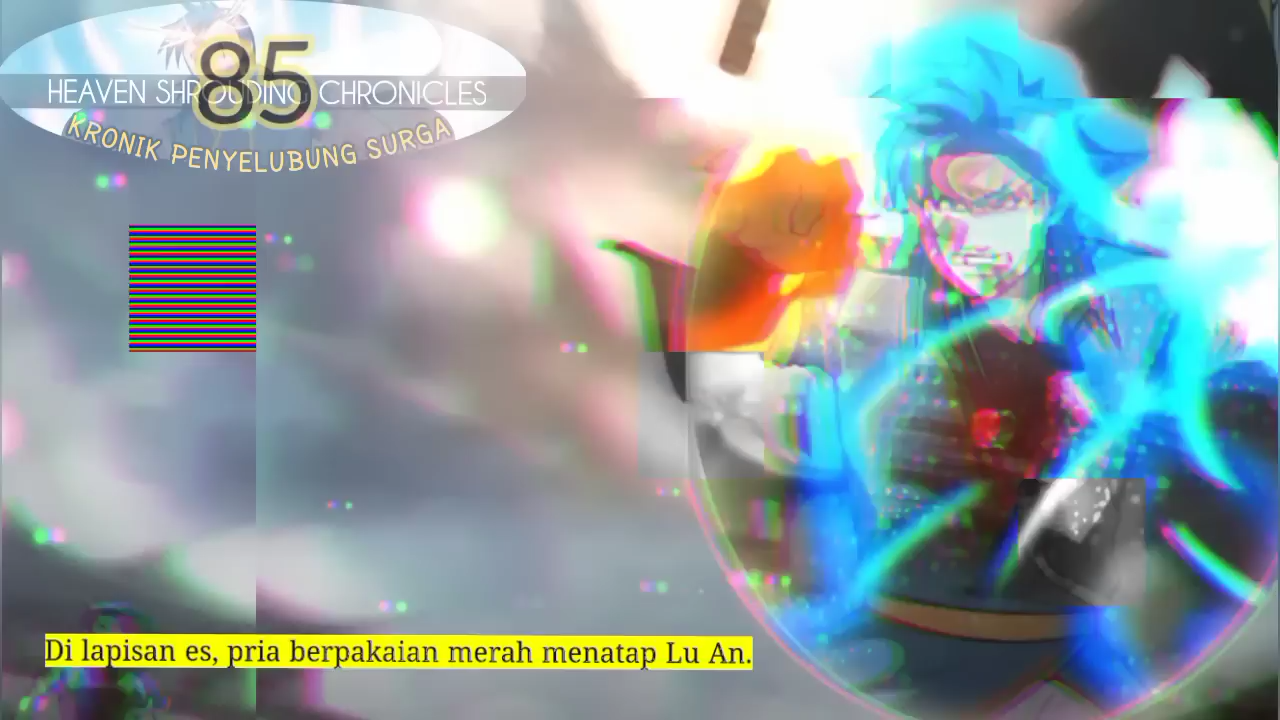 85
HEAVEN SHROUDING CHRONICLES
KRONIK PENYELUBUNG SURGA
Di lapisan es, pria berpakaian merah menatap Lu An.